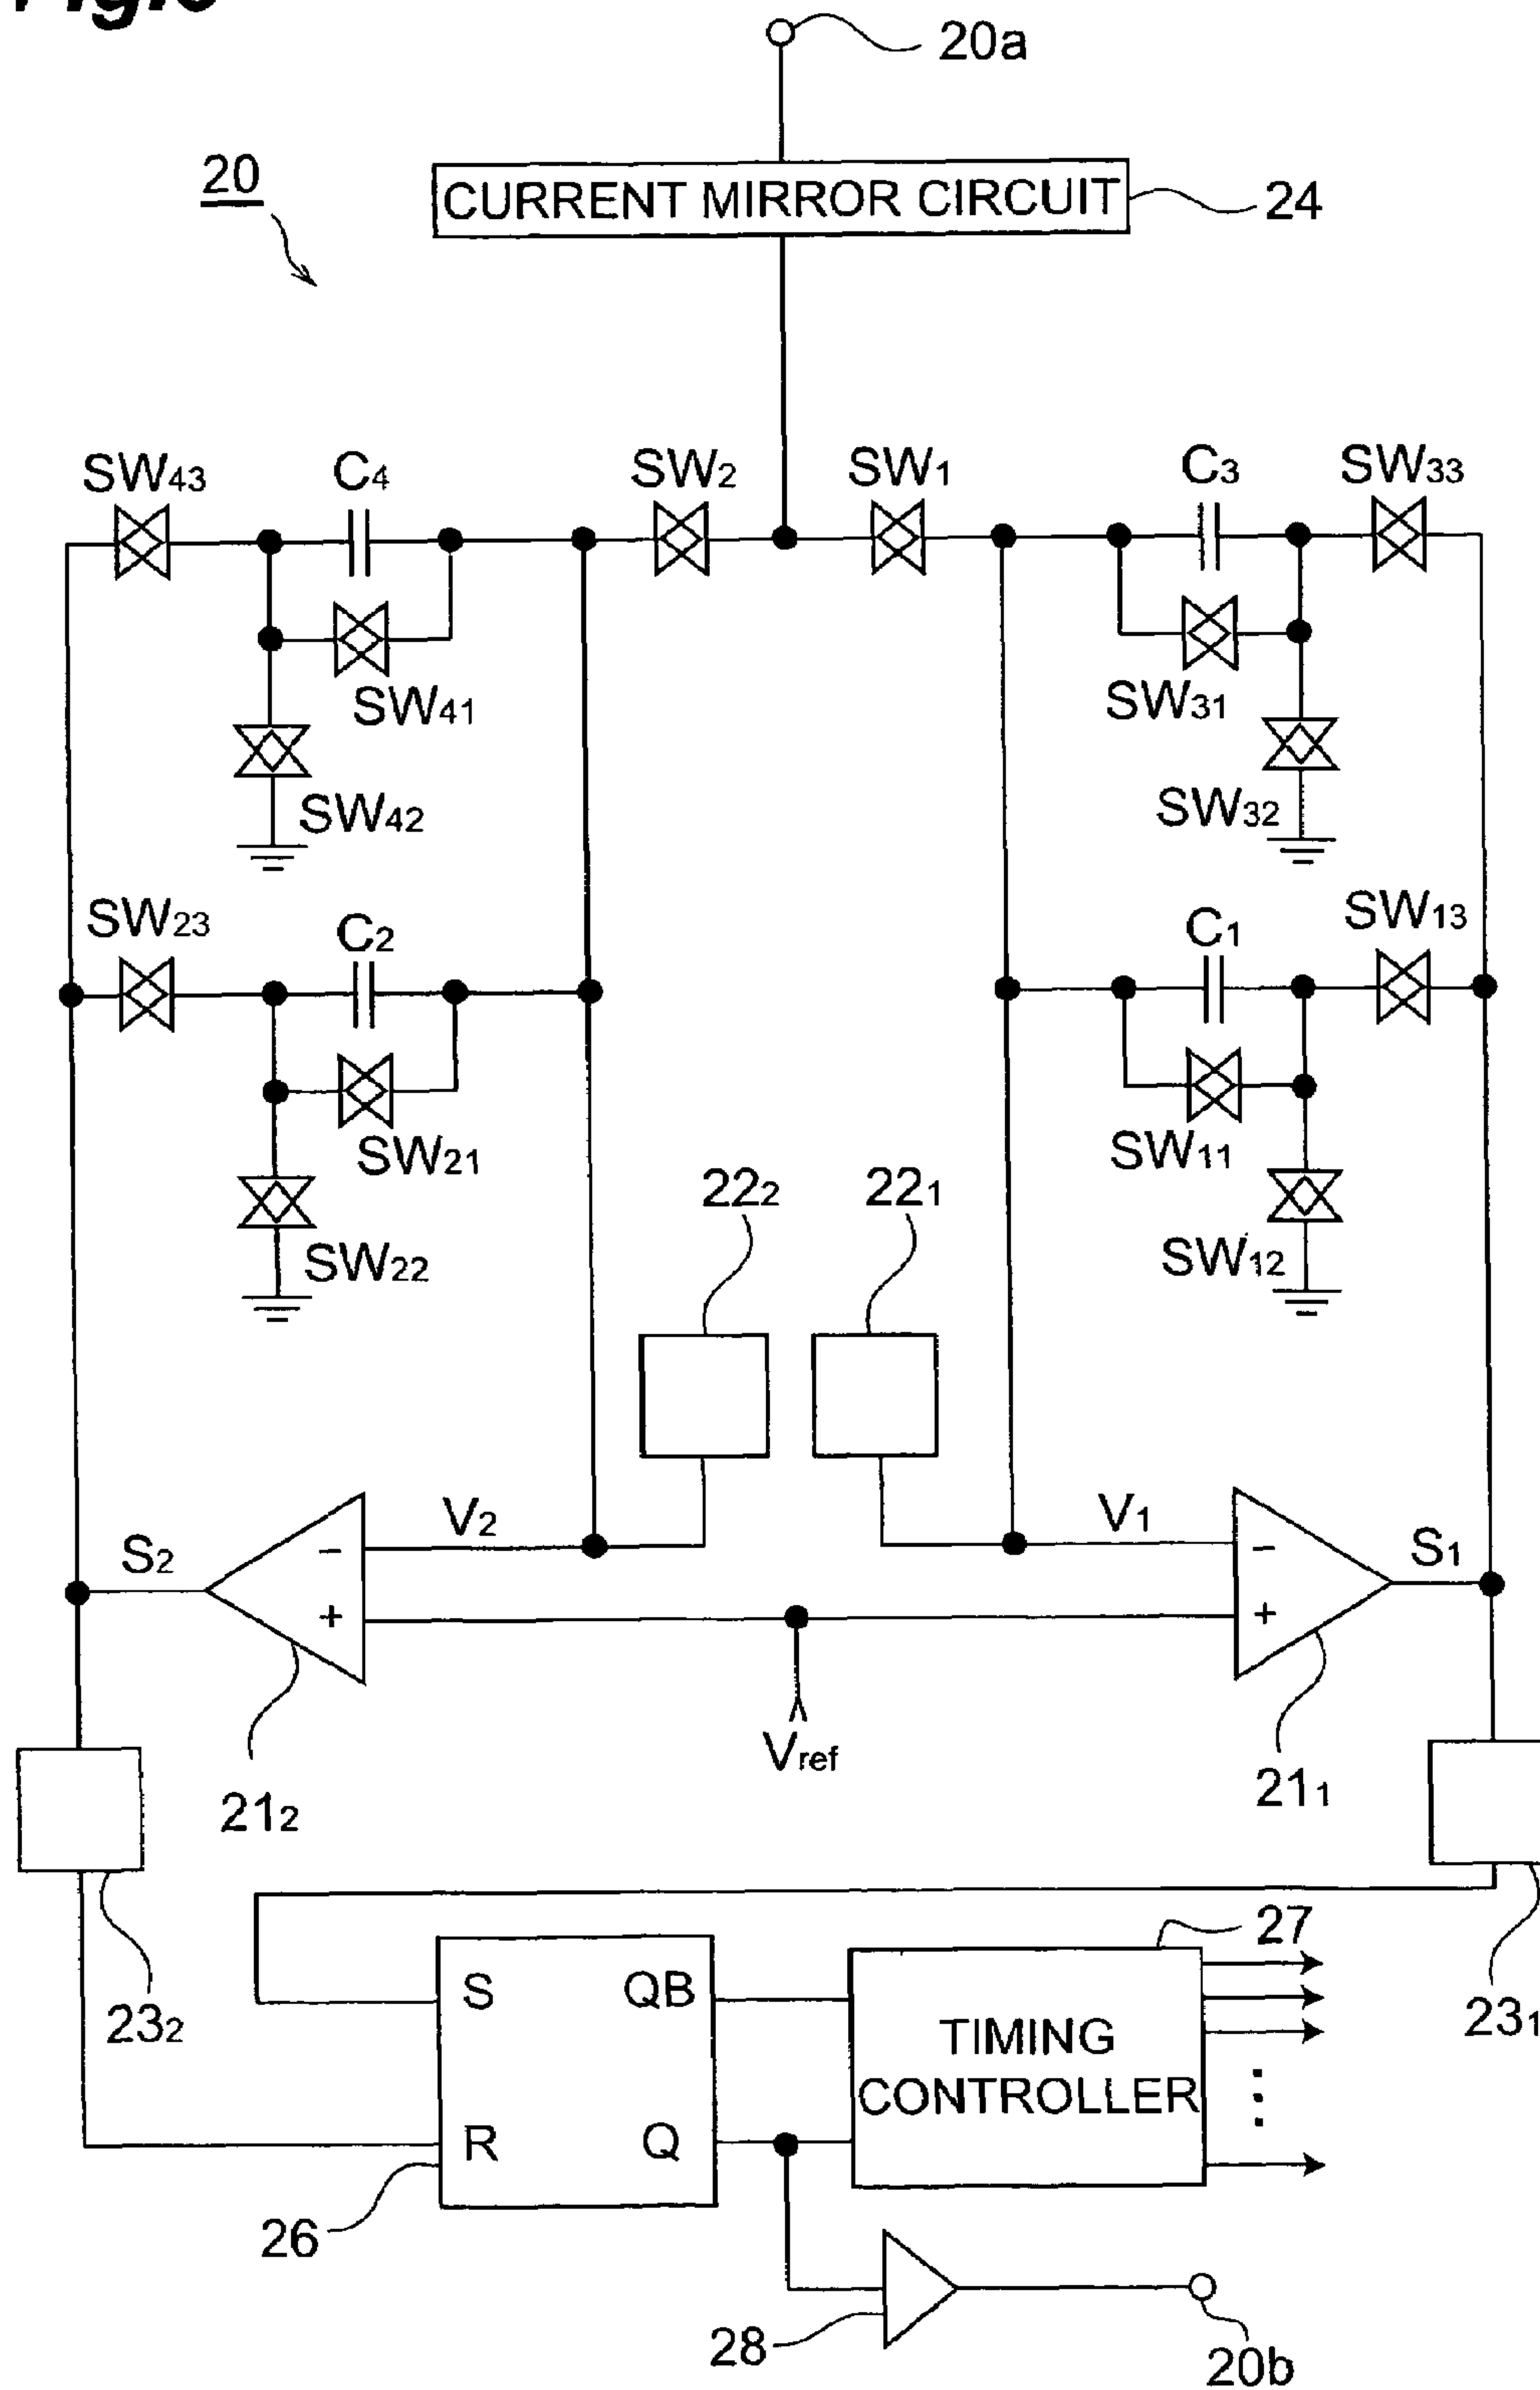 20a
20
CURRENT MIRROR CIRCUIT
24
SW43
C4
SW2
SW1
C3
SW33
SW41
SW31
SW42
SW32
SW23
C2
C1
SW13
SW21
SW11
222
221
SW22
SW12
S2
V2
V1
S1
−
+
−
+
Vref
212
211
27
S
QB
232
TIMING
CONTROLLER
231
R
Q
26
28
20b